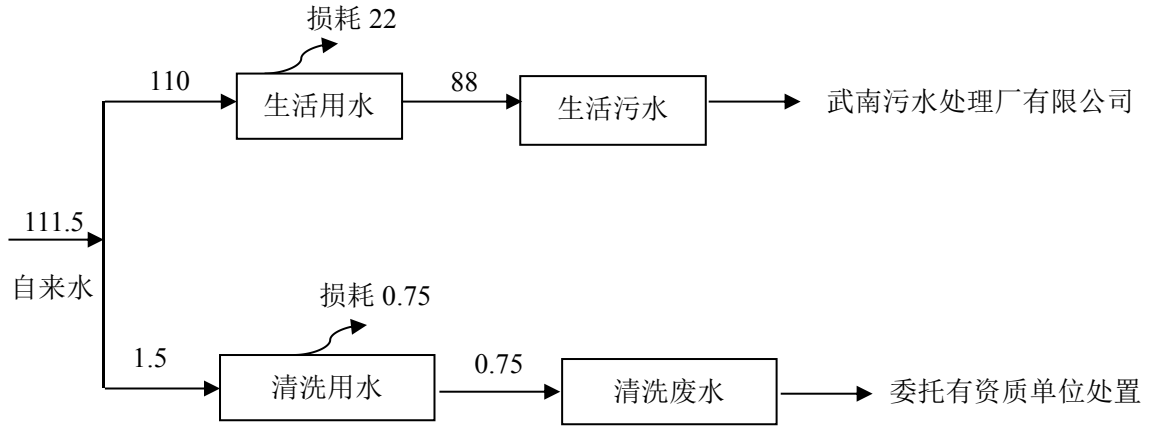 损耗 22
110
生活用水
88
生活污水
武南污水处理厂有限公司
111.5
自来水
损耗 0.75
1.5
清洗用水
0.75
清洗废水
委托有资质单位处置